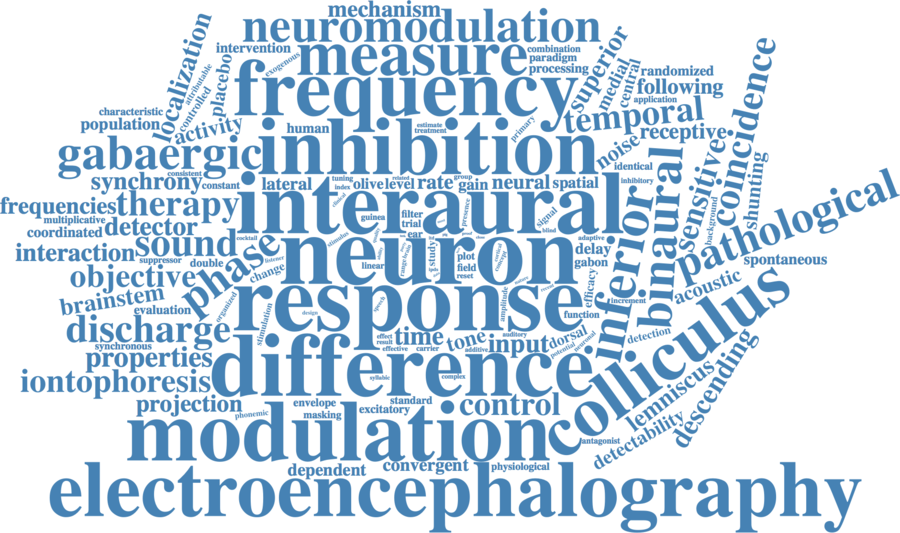 mechanism
neuromodulation
intervention
measure
combination
paradigm
processing
exogenous
localization
attributable
controlled
placebo
frequency
superior
medial
central
randomized
following
application
characteristic
population
activity
human
estimate
treatment
primary
temporal
noise
receptive
coincidence
gabaergic
inhibition
identical
consistent
synchrony
constant
lateral
tuning
index
olive
related
level
rate
group
gain
neural
spatial
inhibitory
sensitive
shunting
background
frequencies
therapy
interaural
multiplicative
coordinated
detector
clinical
guinea
filter
trial
ear
presence
signal
blind
inferior
binaural
pathological
interaction
sound
suppressor
double
phase
cocktail
listener
stimulus
change
linear
neuron
range
study
plot
field
reset
cortical
concept
adaptive
delay
gabon
spontaneous
objective
brainstem
evaluation
organized
efficacy
increment
acoustic
response
amplitude
speech
design
function
stimulation
discharge
synchronous
properties
effect
result
effective
time
carrier
tone
auditory
additive
input
dorsal
potential
neuronal
detection
colliculus
iontophoresis
difference
syllabic
complex
lemniscus
descending
projection
phonemic
envelope
masking
standard
excitatory
control
modulation
antagonist
detectability
dependent
convergent
physiological
electroencephalography